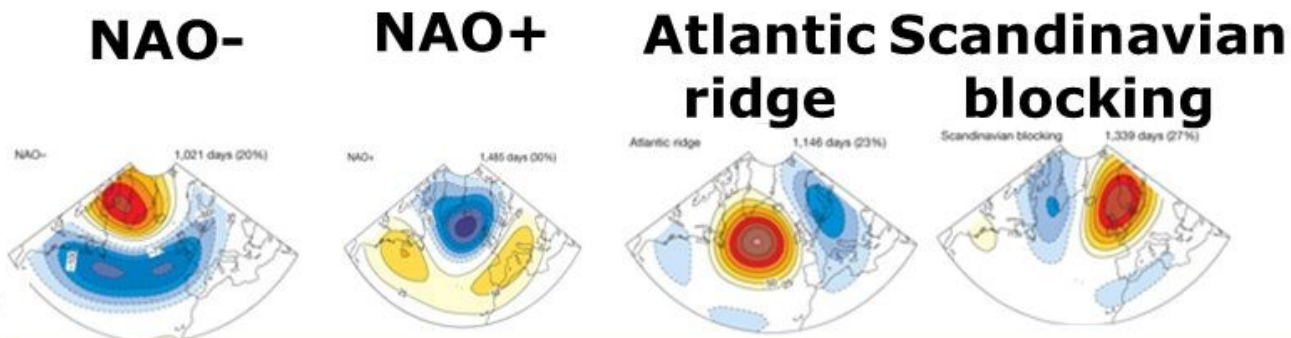 NAO-
NAO+
Atlantic
ridge
Scandinavian
blocking
NAO–
1,021 days (20%)
NAO+
1,485 days (30%)
Atlantic ridge
1,146 days (23%)
Scandinavian blocking
1,339 days (27%)